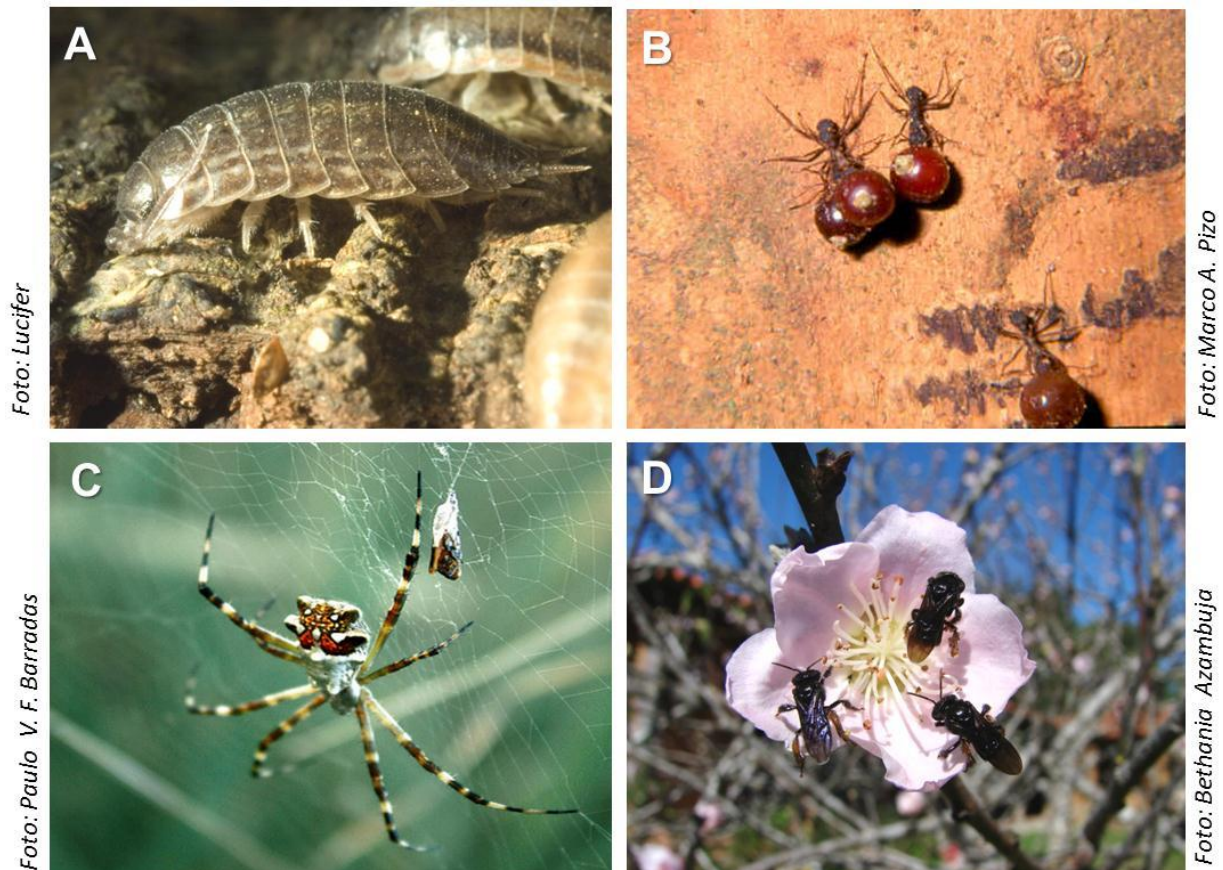 A
B
Foto: Lucifer
Foto: Marco A. Pizo
C
D
Foto: Paulo V. F. Barradas
Foto: Bethania Azambuja